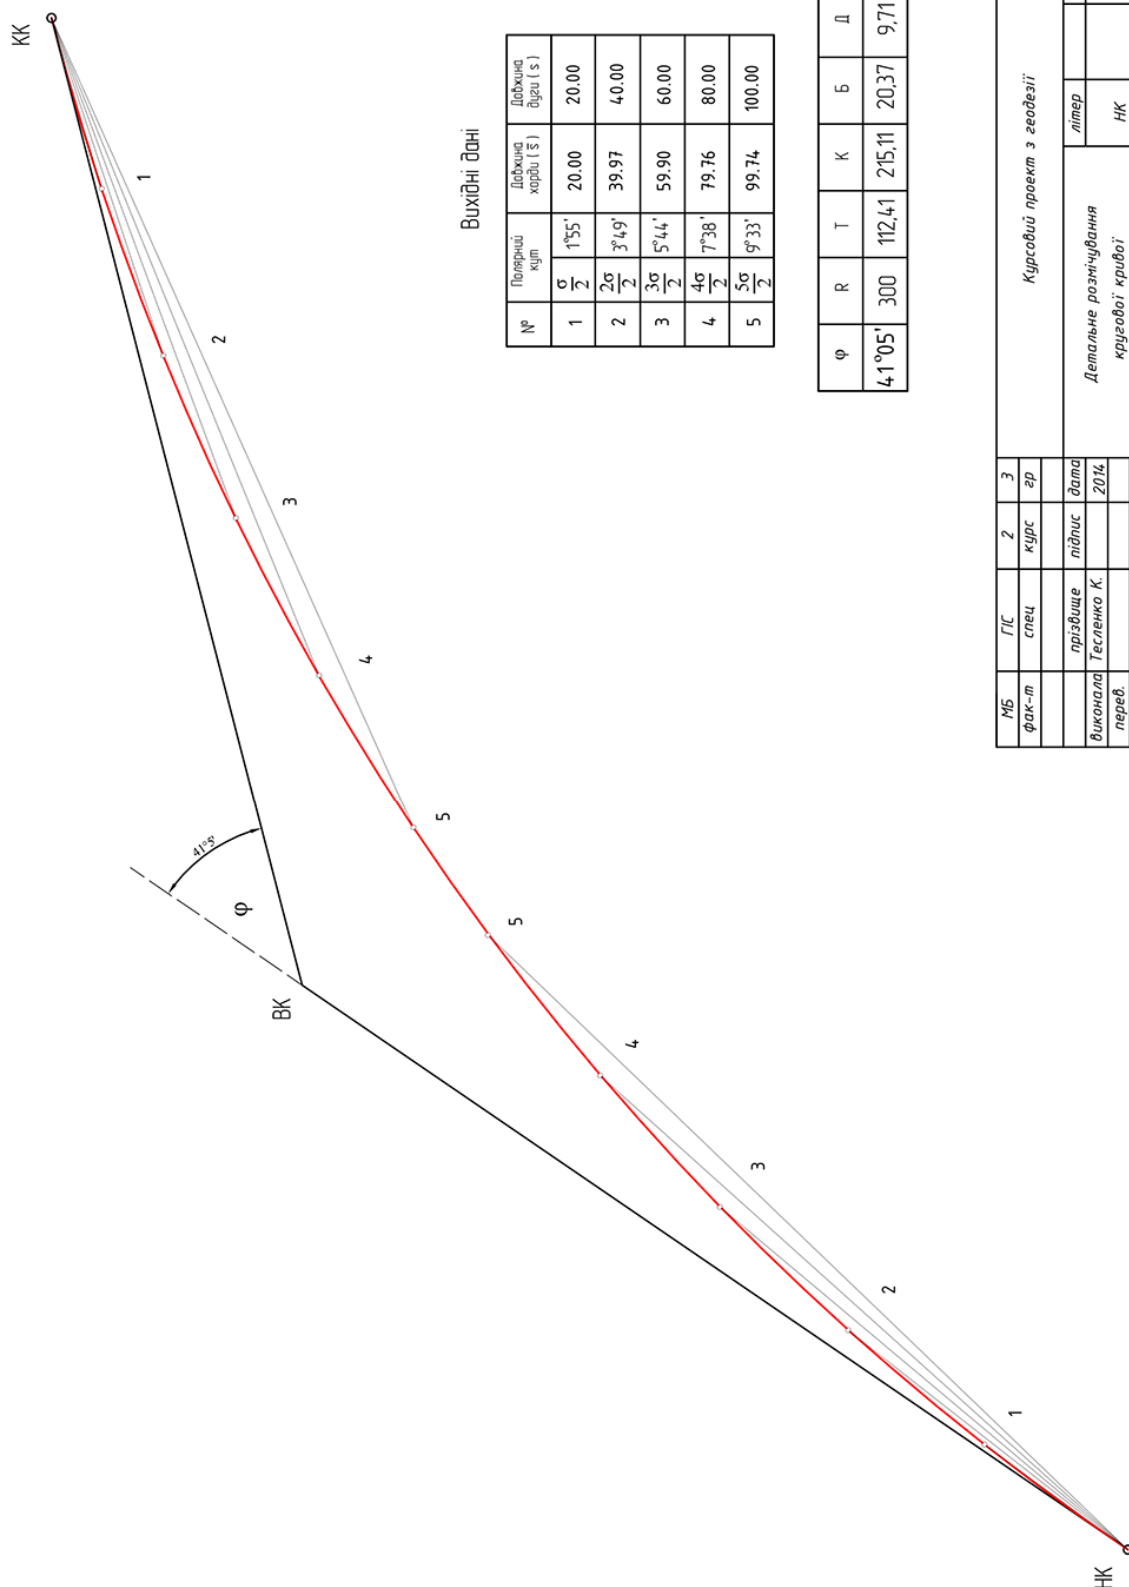 КК
1
2
3
4
5
5
4
3
2
1
НК
ВК
φ
41°5'
Вихідні дані
№ Полярний кут Довжина хорди ( s̅ ) Довжина дуги ( s )
1 σ/2 1°55' 20.00 20.00
2 2σ/2 3°49' 39.97 40.00
3 3σ/2 5°44' 59.90 60.00
4 4σ/2 7°38' 79.76 80.00
5 5σ/2 9°33' 99.74 100.00
φ R Т К Б Д
41°05' 300 112,41 215,11 20,37 9,71
МБ ГІС 2 3
фак-т спец курс гр
Курсовий проект з геодезії
прізвище підпис дата
виконала Тесленко К. 2014
перев.
Детальне розмічування
кругової кривої
літер
НК